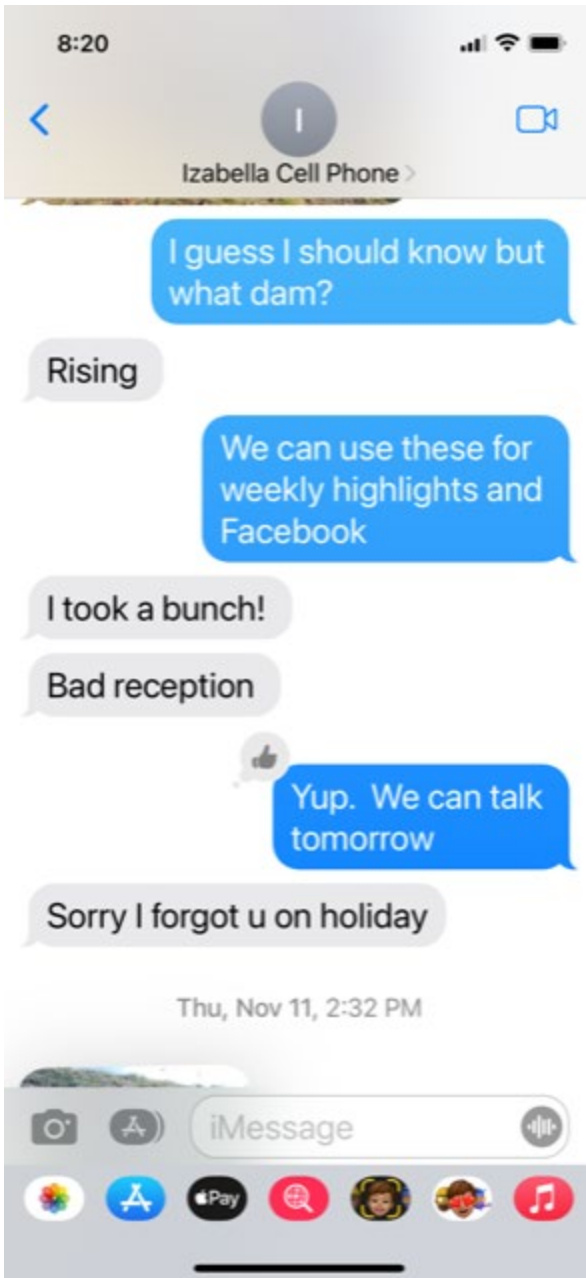 8:20
I
Izabella Cell Phone
I guess I should know but
what dam?
Rising
We can use these for
weekly highlights and
Facebook
I took a bunch!
Bad reception
Yup.  We can talk
tomorrow
Sorry I forgot u on holiday
Thu, Nov 11, 2:32 PM
iMessage
Pay